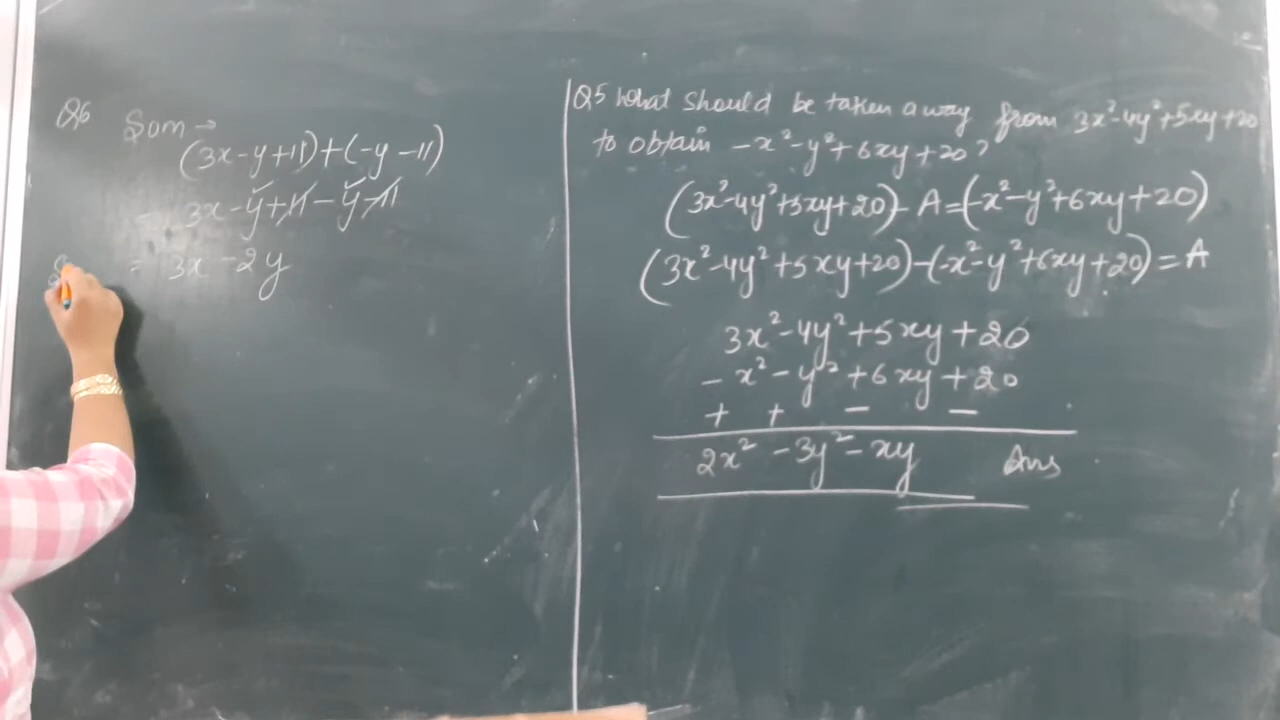 Q6 Som→
(3x-y+11)+(-y-11)
= 3x-y+11-y-11
= 3x-2y
Q5 What should be taken away from 3x²-4y²+5xy+20
to obtain -x²-y²+6xy+20?
(3x²-4y²+5xy+20)-A=(-x²-y²+6xy+20)
(3x²-4y²+5xy+20)-(-x²-y²+6xy+20)=A
3x²-4y²+5xy+20
-x²-y²+6xy+20
+ + - -
2x²-3y²-xy Ans